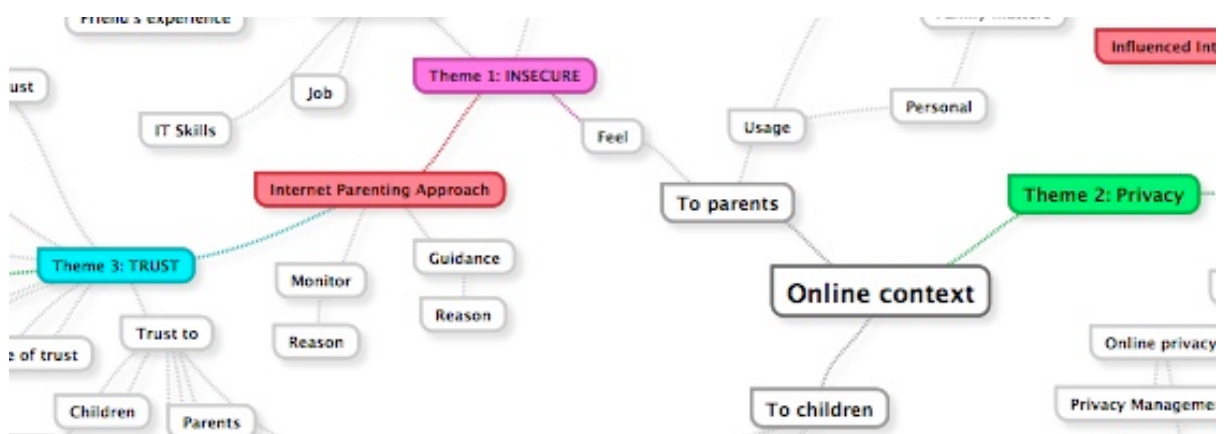 Friend's experience
Influenced Int
Theme 1: INSECURE
ust
Job
IT Skills
Usage
Personal
Feel
Internet Parenting Approach
To parents
Theme 2: Privacy
Theme 3: TRUST
Guidance
Monitor
Online context
Reason
Reason
Trust to
e of trust
Online privacy
Children
Parents
To children
Privacy Manageme